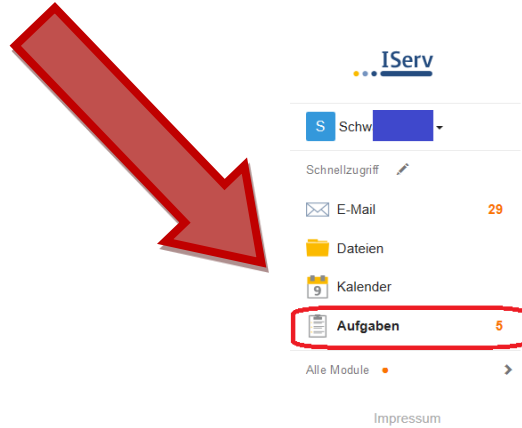 IServ
S Schw
Schnellzugriff
E-Mail 29
Dateien
9 Kalender
Aufgaben 5
Alle Module
Impressum